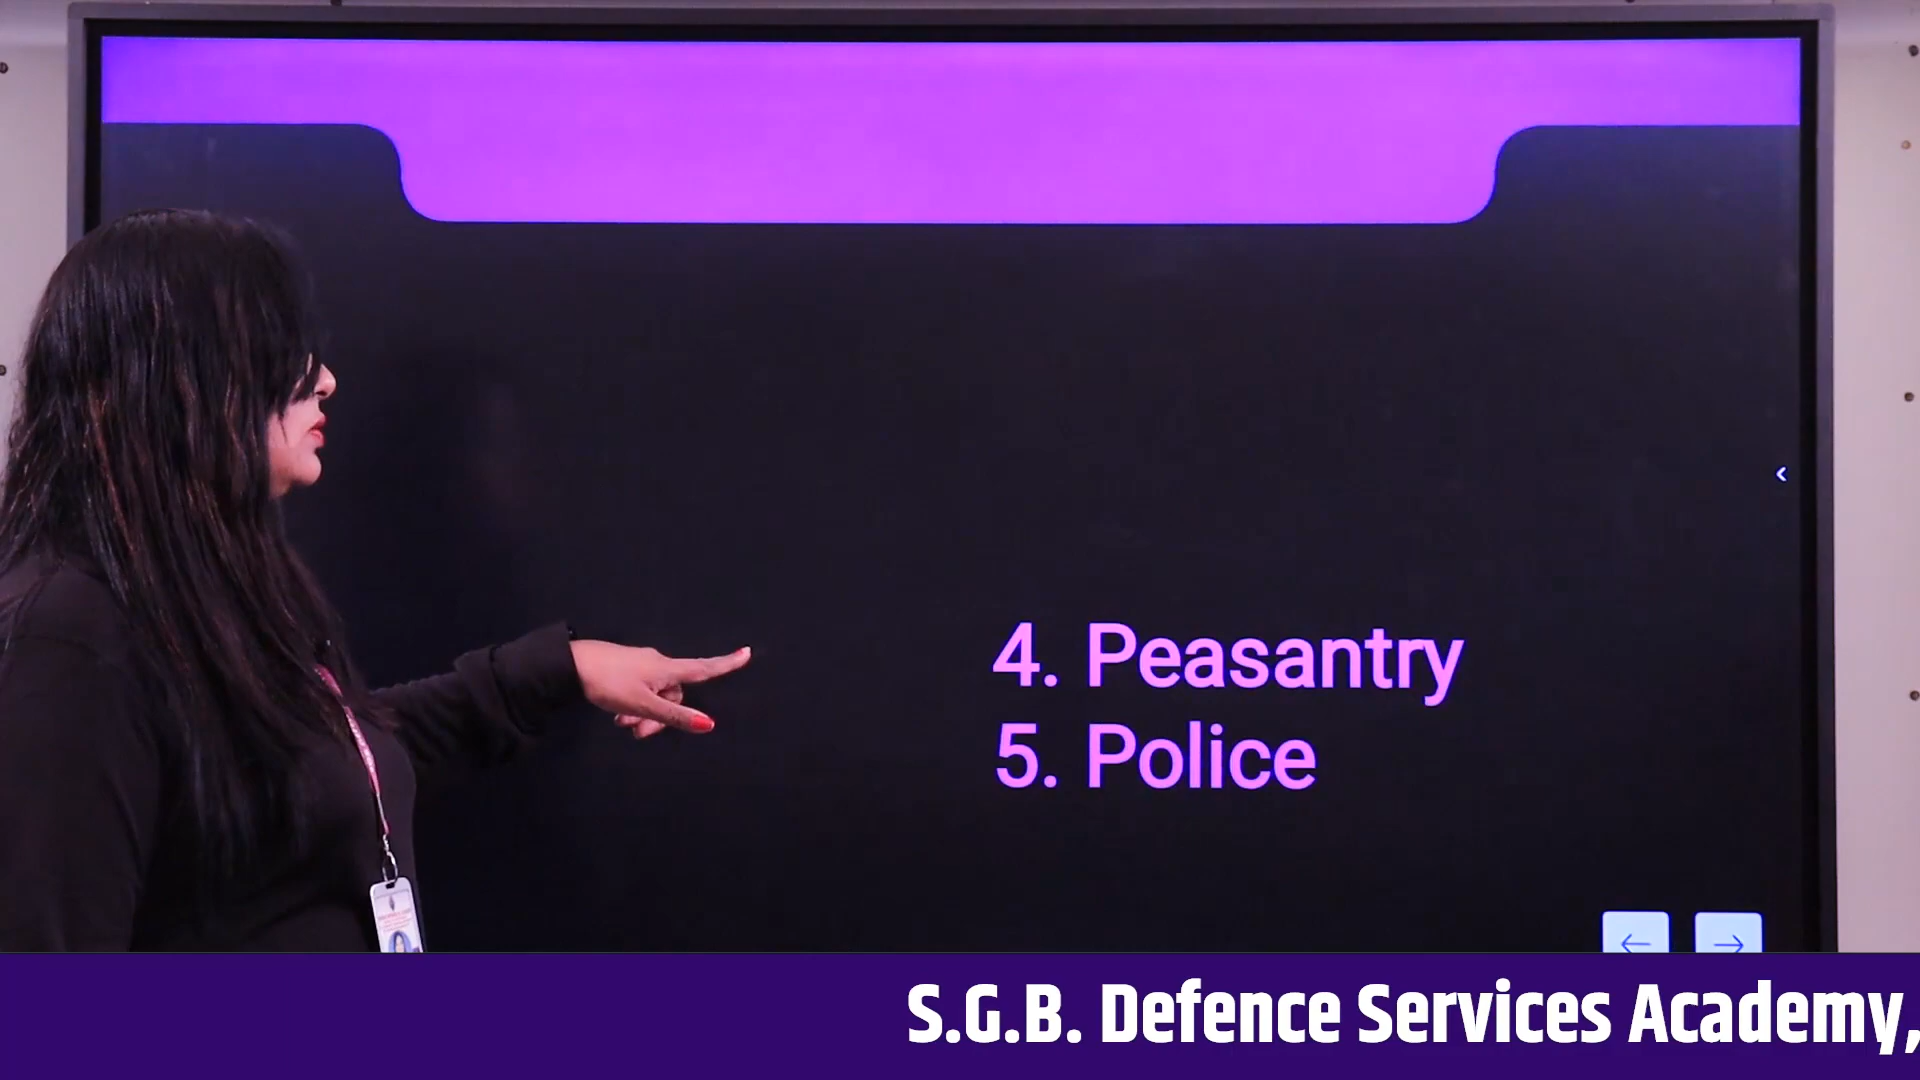 4. Peasantry
5. Police
S.G.B. Defence Services Academy,